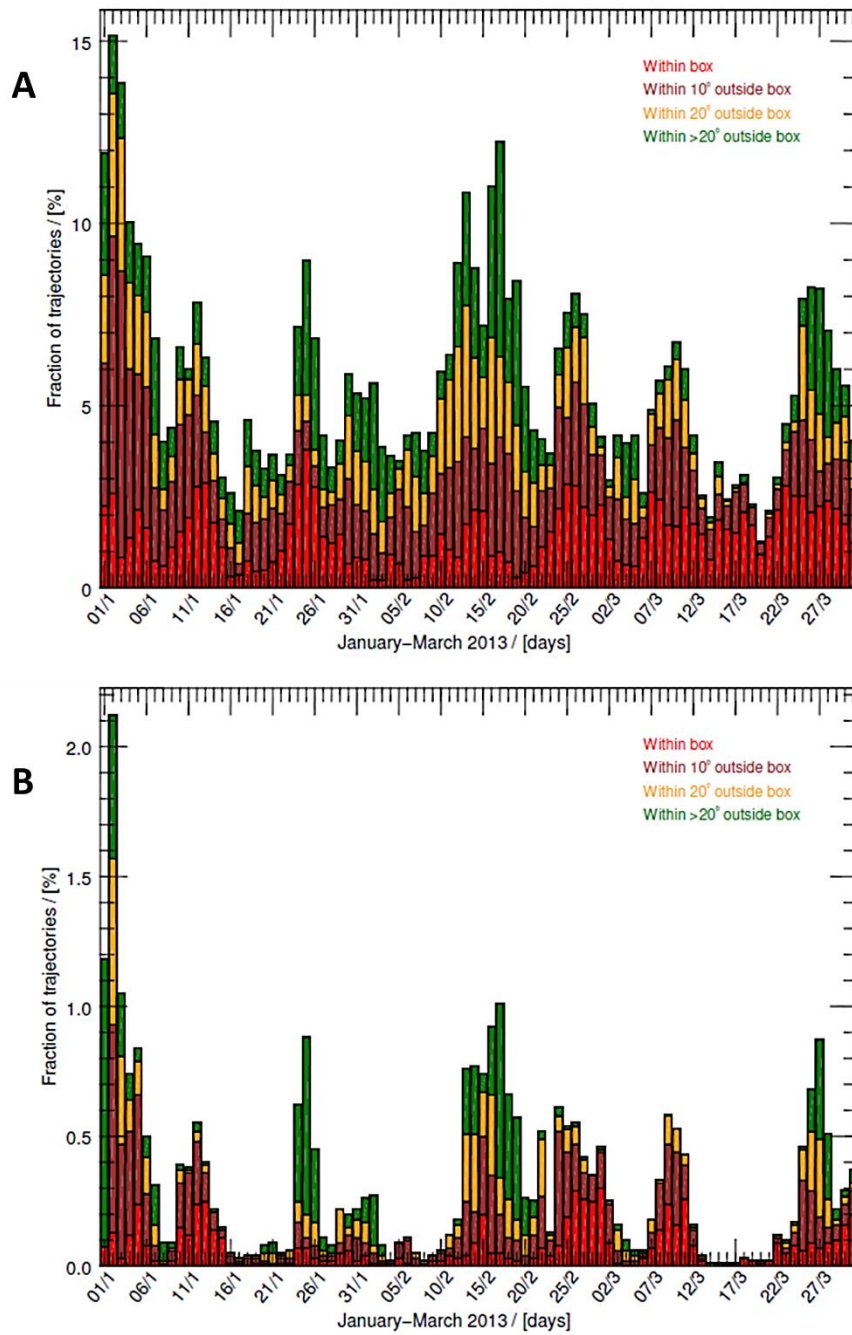 A
15
10
5
0
Fraction of trajectories / [%]
Within box
Within 10° outside box
Within 20° outside box
Within >20° outside box
01/1 06/1 11/1 16/1 21/1 26/1 31/1 05/2 10/2 15/2 20/2 25/2 02/3 07/3 12/3 17/3 22/3 27/3
January–March 2013 / [days]
B
2.0
1.5
1.0
0.5
0.0
Fraction of trajectories / [%]
Within box
Within 10° outside box
Within 20° outside box
Within >20° outside box
01/1 06/1 11/1 16/1 21/1 26/1 31/1 05/2 10/2 15/2 20/2 25/2 02/3 07/3 12/3 17/3 22/3 27/3
January–March 2013 / [days]